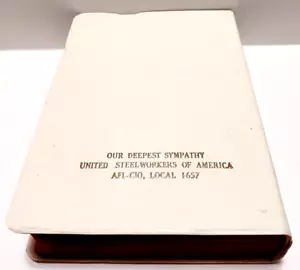 OUR DEEPEST SYMPATHY
UNITED STEELWORKERS OF AMERICA
AFL-CIO, LOCAL 1657